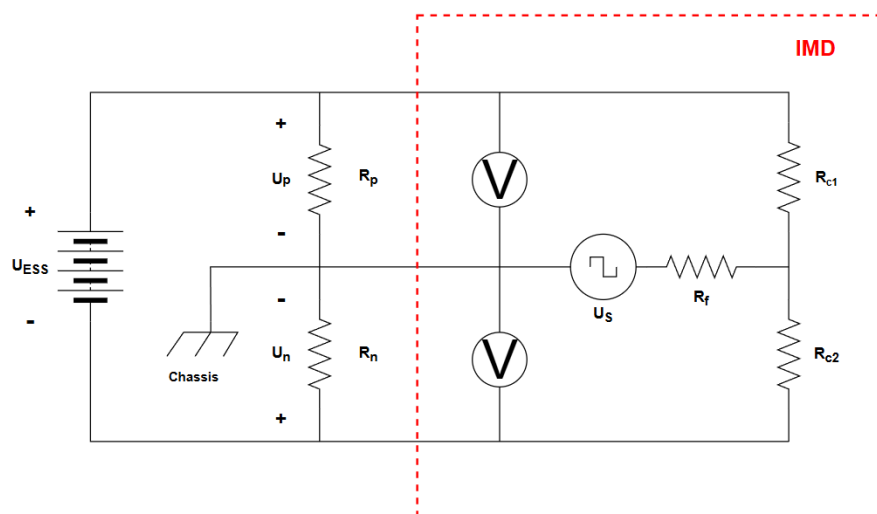 IMD
+
Up
Rp
V
Rc1
+
UESS
-
-
-
US
Rf
Un
Rn
V
Rc2
Chassis
+